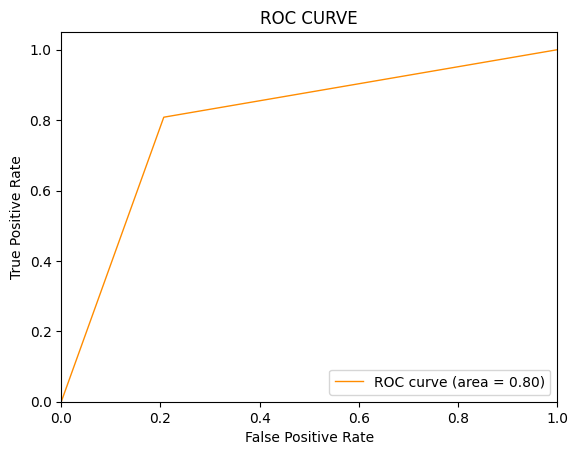 ROC CURVE
1.0
0.8
0.6
0.4
0.2
0.0
True Positive Rate
ROC curve (area = 0.80)
0.0 0.2 0.4 0.6 0.8 1.0
False Positive Rate